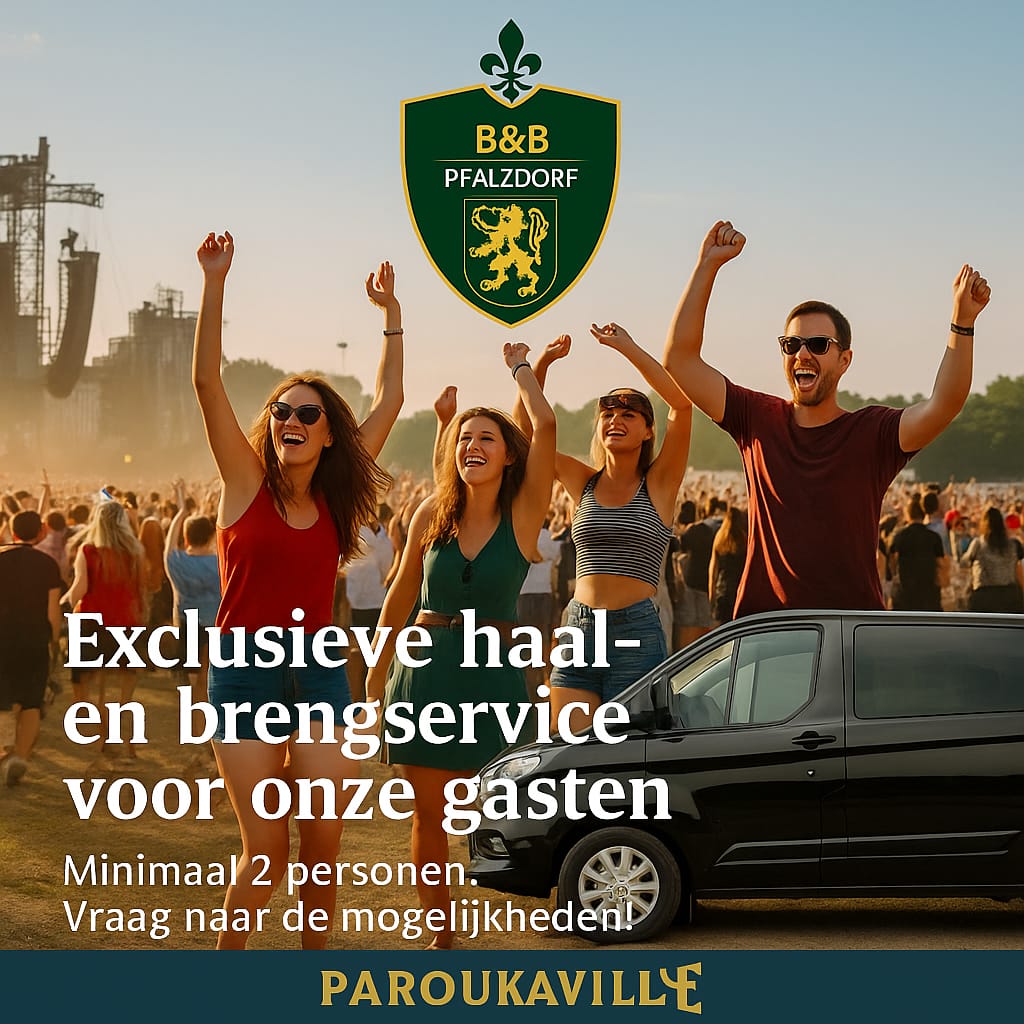 B&B
PFALZDORF
Exclusieve haal-
en brengservice
voor onze gasten
Minimaal 2 personen.
Vraag naar de mogelijkheden!
PAROUKAVILLE